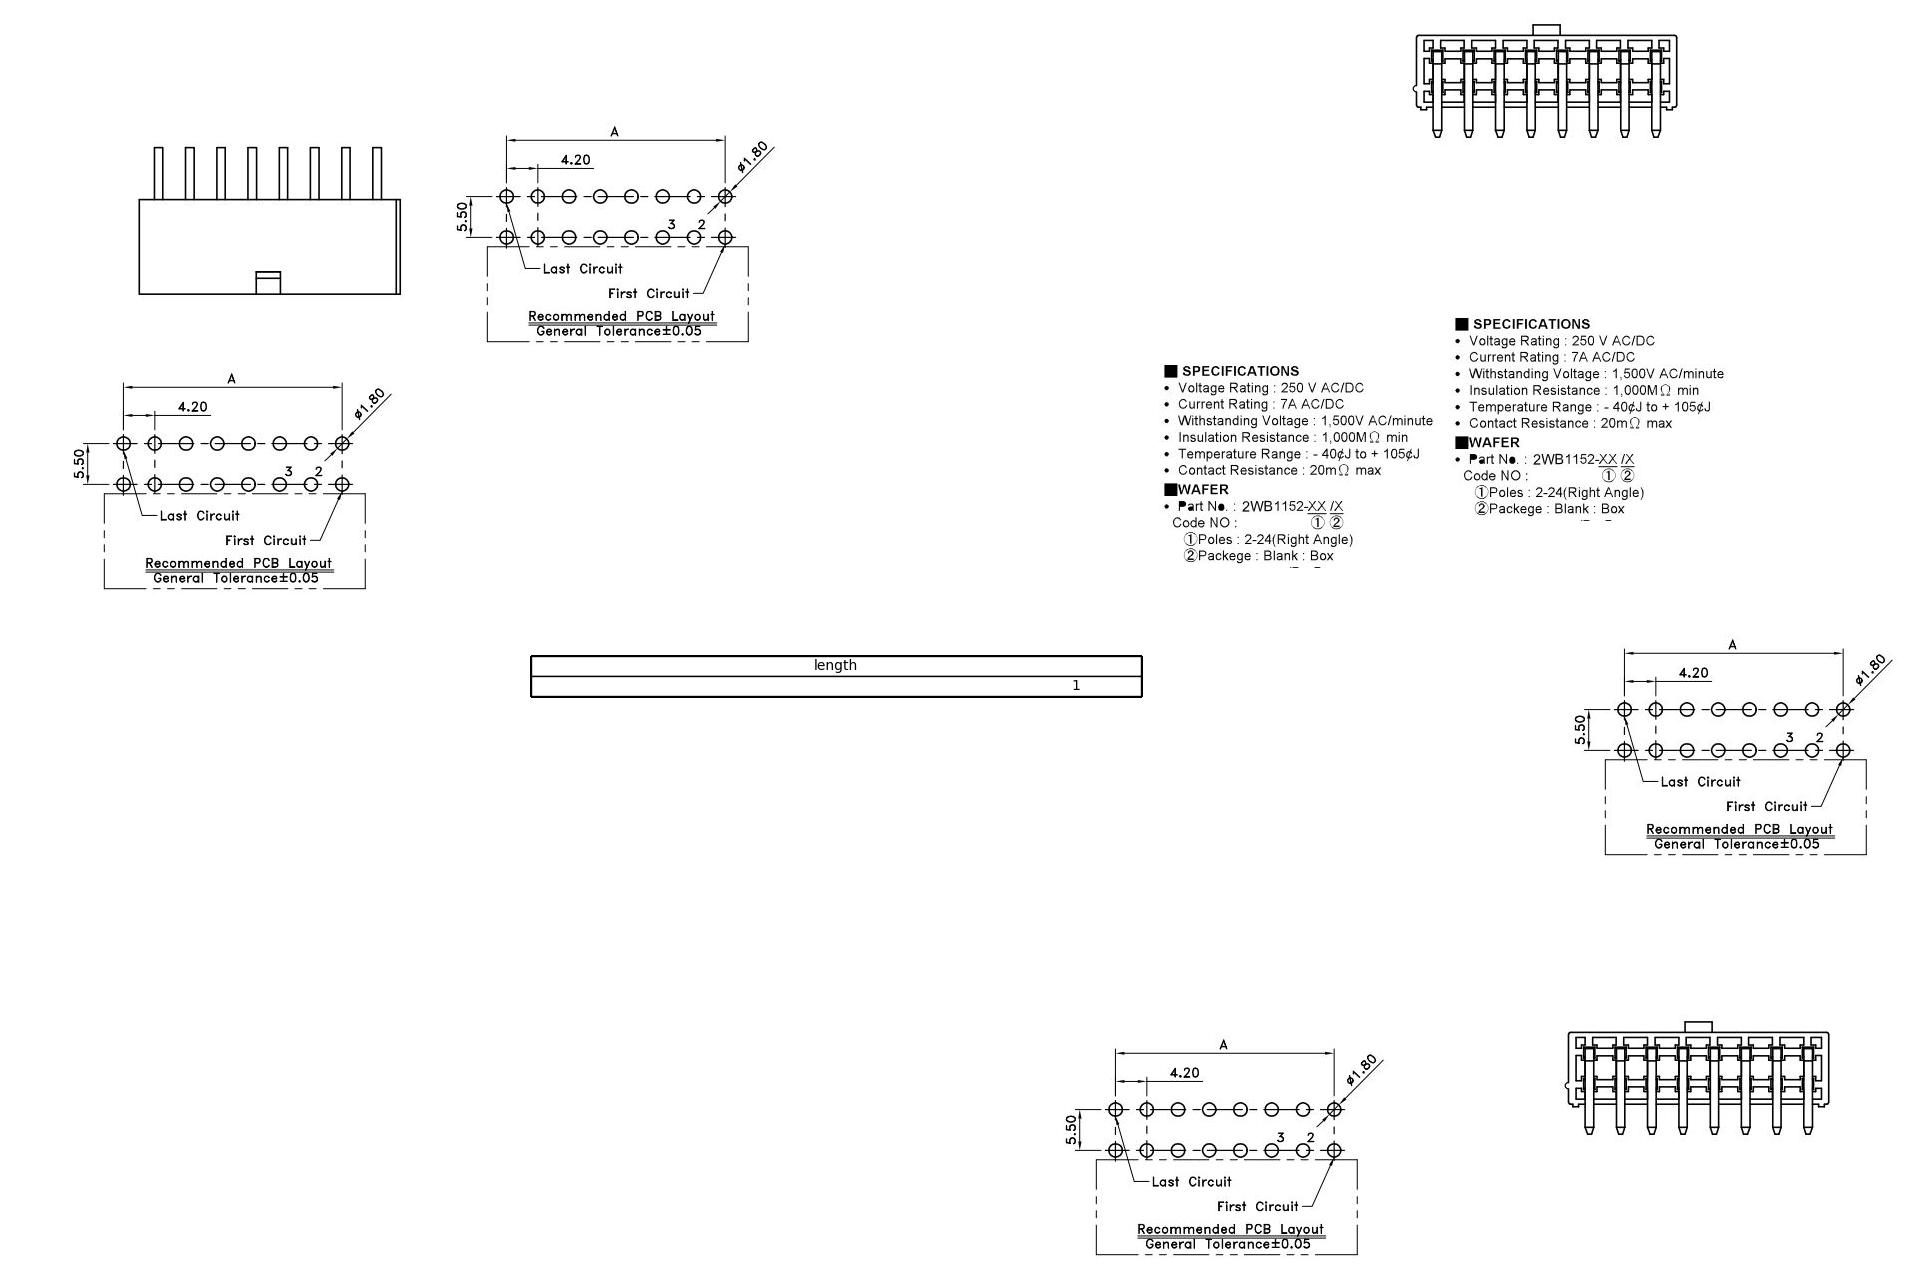 A
4.20
ø1.80
5.50
3 2
Last Circuit
First Circuit
Recommended PCB Layout
General Tolerance±0.05
■ SPECIFICATIONS
• Voltage Rating : 250 V AC/DC
• Current Rating : 7A AC/DC
• Withstanding Voltage : 1,500V AC/minute
• Insulation Resistance : 1,000MΩ min
• Temperature Range : - 40¢J to + 105¢J
• Contact Resistance : 20mΩ max
■WAFER
• Part No. : 2WB1152-XX /X
Code NO : ① ②
①Poles : 2-24(Right Angle)
②Packege : Blank : Box
■ SPECIFICATIONS
• Voltage Rating : 250 V AC/DC
• Current Rating : 7A AC/DC
• Withstanding Voltage : 1,500V AC/minute
• Insulation Resistance : 1,000MΩ min
• Temperature Range : - 40¢J to + 105¢J
• Contact Resistance : 20mΩ max
■WAFER
• Part No. : 2WB1152-XX /X
Code NO : ① ②
①Poles : 2-24(Right Angle)
②Packege : Blank : Box
A
4.20
ø1.80
5.50
3 2
Last Circuit
First Circuit
Recommended PCB Layout
General Tolerance±0.05
length
1
A
4.20
ø1.80
5.50
3 2
Last Circuit
First Circuit
Recommended PCB Layout
General Tolerance±0.05
A
4.20
ø1.80
5.50
3 2
Last Circuit
First Circuit
Recommended PCB Layout
General Tolerance±0.05